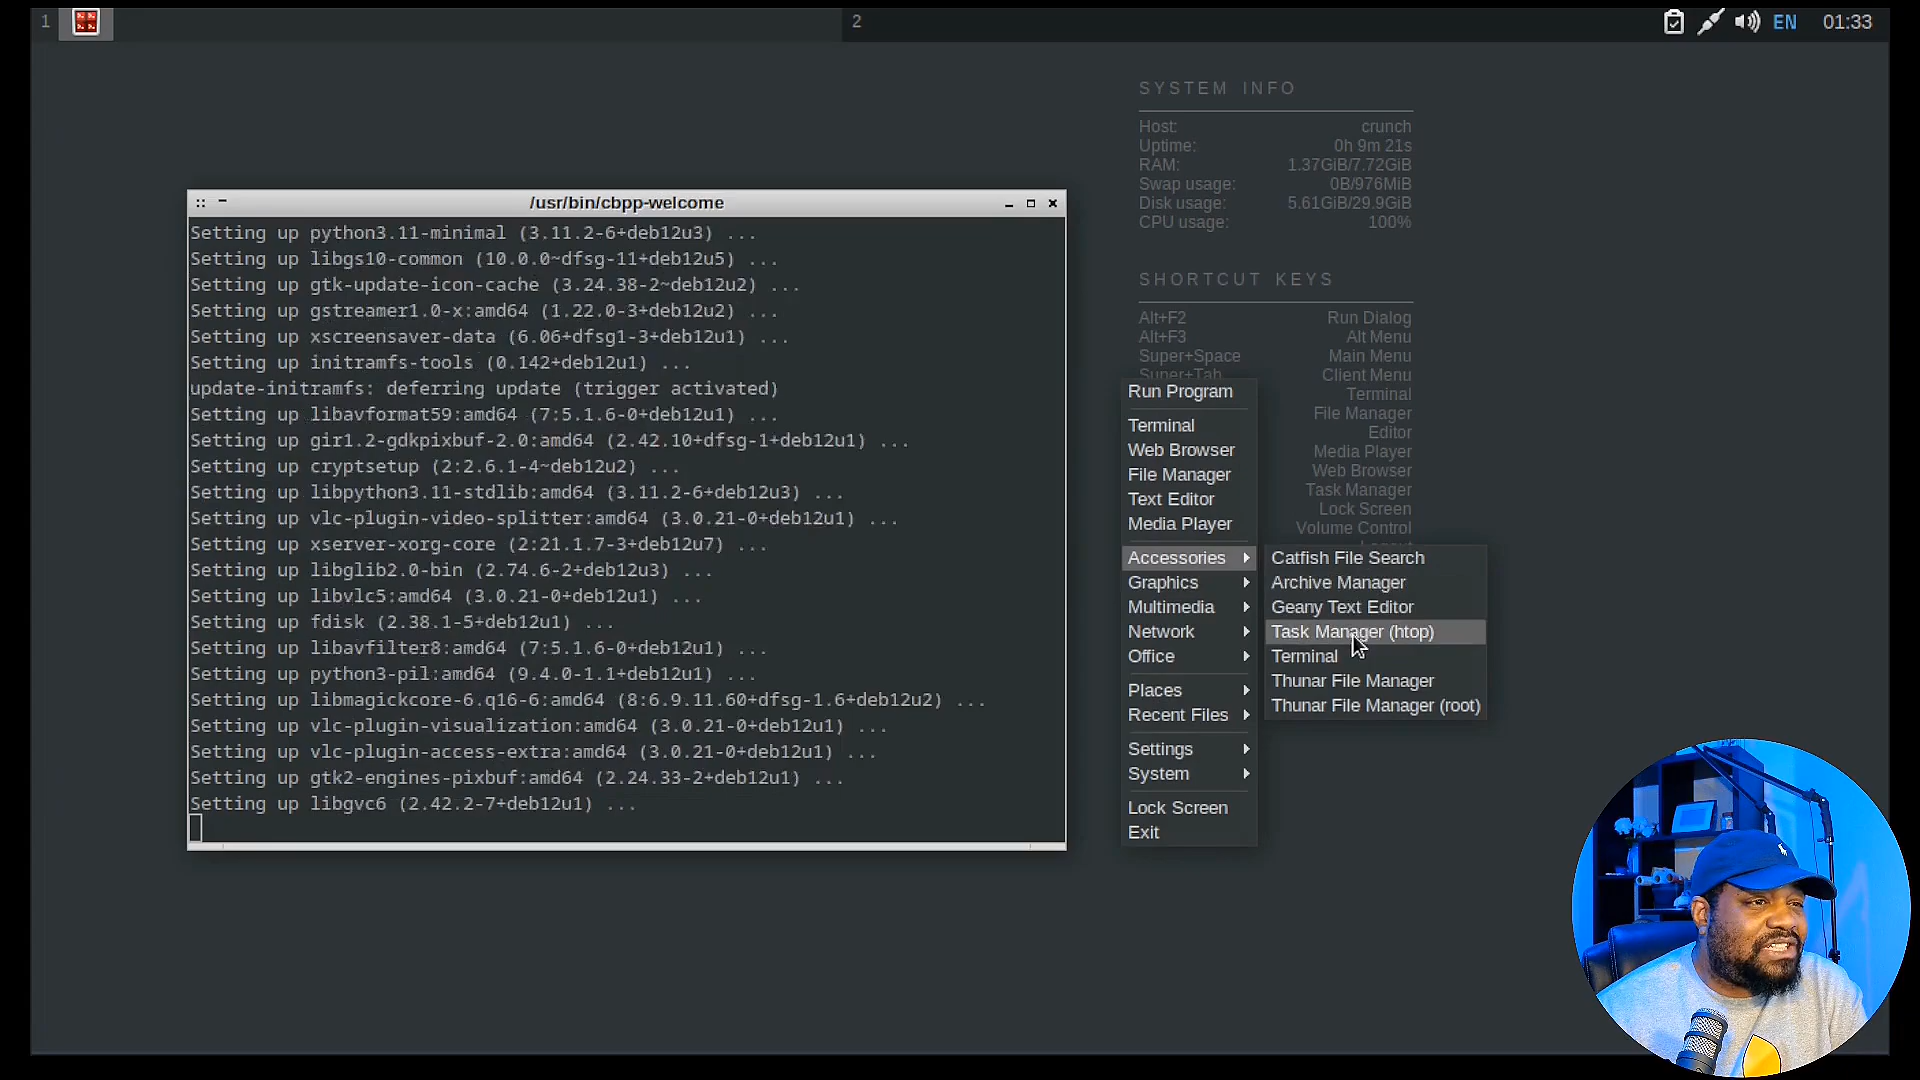 1
2
EN
01:33
SYSTEM INFO
Host: crunch
Uptime: 0h 9m 21s
RAM: 1.37GiB/7.72GiB
Swap usage: 0B/976MiB
Disk usage: 5.61GiB/29.9GiB
CPU usage: 100%
SHORTCUT KEYS
Alt+F2 Run Dialog
Alt+F3 Alt Menu
Super+Space Main Menu
Super+Tab Client Menu
Terminal
File Manager
Editor
Media Player
Web Browser
Task Manager
Lock Screen
Volume Control
/usr/bin/cbpp-welcome
Setting up python3.11-minimal (3.11.2-6+deb12u3) ...
Setting up libgs10-common (10.0.0~dfsg-11+deb12u5) ...
Setting up gtk-update-icon-cache (3.24.38-2~deb12u2) ...
Setting up gstreamer1.0-x:amd64 (1.22.0-3+deb12u2) ...
Setting up xscreensaver-data (6.06+dfsg1-3+deb12u1) ...
Setting up initramfs-tools (0.142+deb12u1) ...
update-initramfs: deferring update (trigger activated)
Setting up libavformat59:amd64 (7:5.1.6-0+deb12u1) ...
Setting up gir1.2-gdkpixbuf-2.0:amd64 (2.42.10+dfsg-1+deb12u1) ...
Setting up cryptsetup (2:2.6.1-4~deb12u2) ...
Setting up libpython3.11-stdlib:amd64 (3.11.2-6+deb12u3) ...
Setting up vlc-plugin-video-splitter:amd64 (3.0.21-0+deb12u1) ...
Setting up xserver-xorg-core (2:21.1.7-3+deb12u7) ...
Setting up libglib2.0-bin (2.74.6-2+deb12u3) ...
Setting up libvlc5:amd64 (3.0.21-0+deb12u1) ...
Setting up fdisk (2.38.1-5+deb12u1) ...
Setting up libavfilter8:amd64 (7:5.1.6-0+deb12u1) ...
Setting up python3-pil:amd64 (9.4.0-1.1+deb12u1) ...
Setting up libmagickcore-6.q16-6:amd64 (8:6.9.11.60+dfsg-1.6+deb12u2) ...
Setting up vlc-plugin-visualization:amd64 (3.0.21-0+deb12u1) ...
Setting up vlc-plugin-access-extra:amd64 (3.0.21-0+deb12u1) ...
Setting up gtk2-engines-pixbuf:amd64 (2.24.33-2+deb12u1) ...
Setting up libgvc6 (2.42.2-7+deb12u1) ...
Run Program
Terminal
Web Browser
File Manager
Text Editor
Media Player
Accessories
Graphics
Multimedia
Network
Office
Places
Recent Files
Settings
System
Lock Screen
Exit
Catfish File Search
Archive Manager
Geany Text Editor
Task Manager (htop)
Terminal
Thunar File Manager
Thunar File Manager (root)